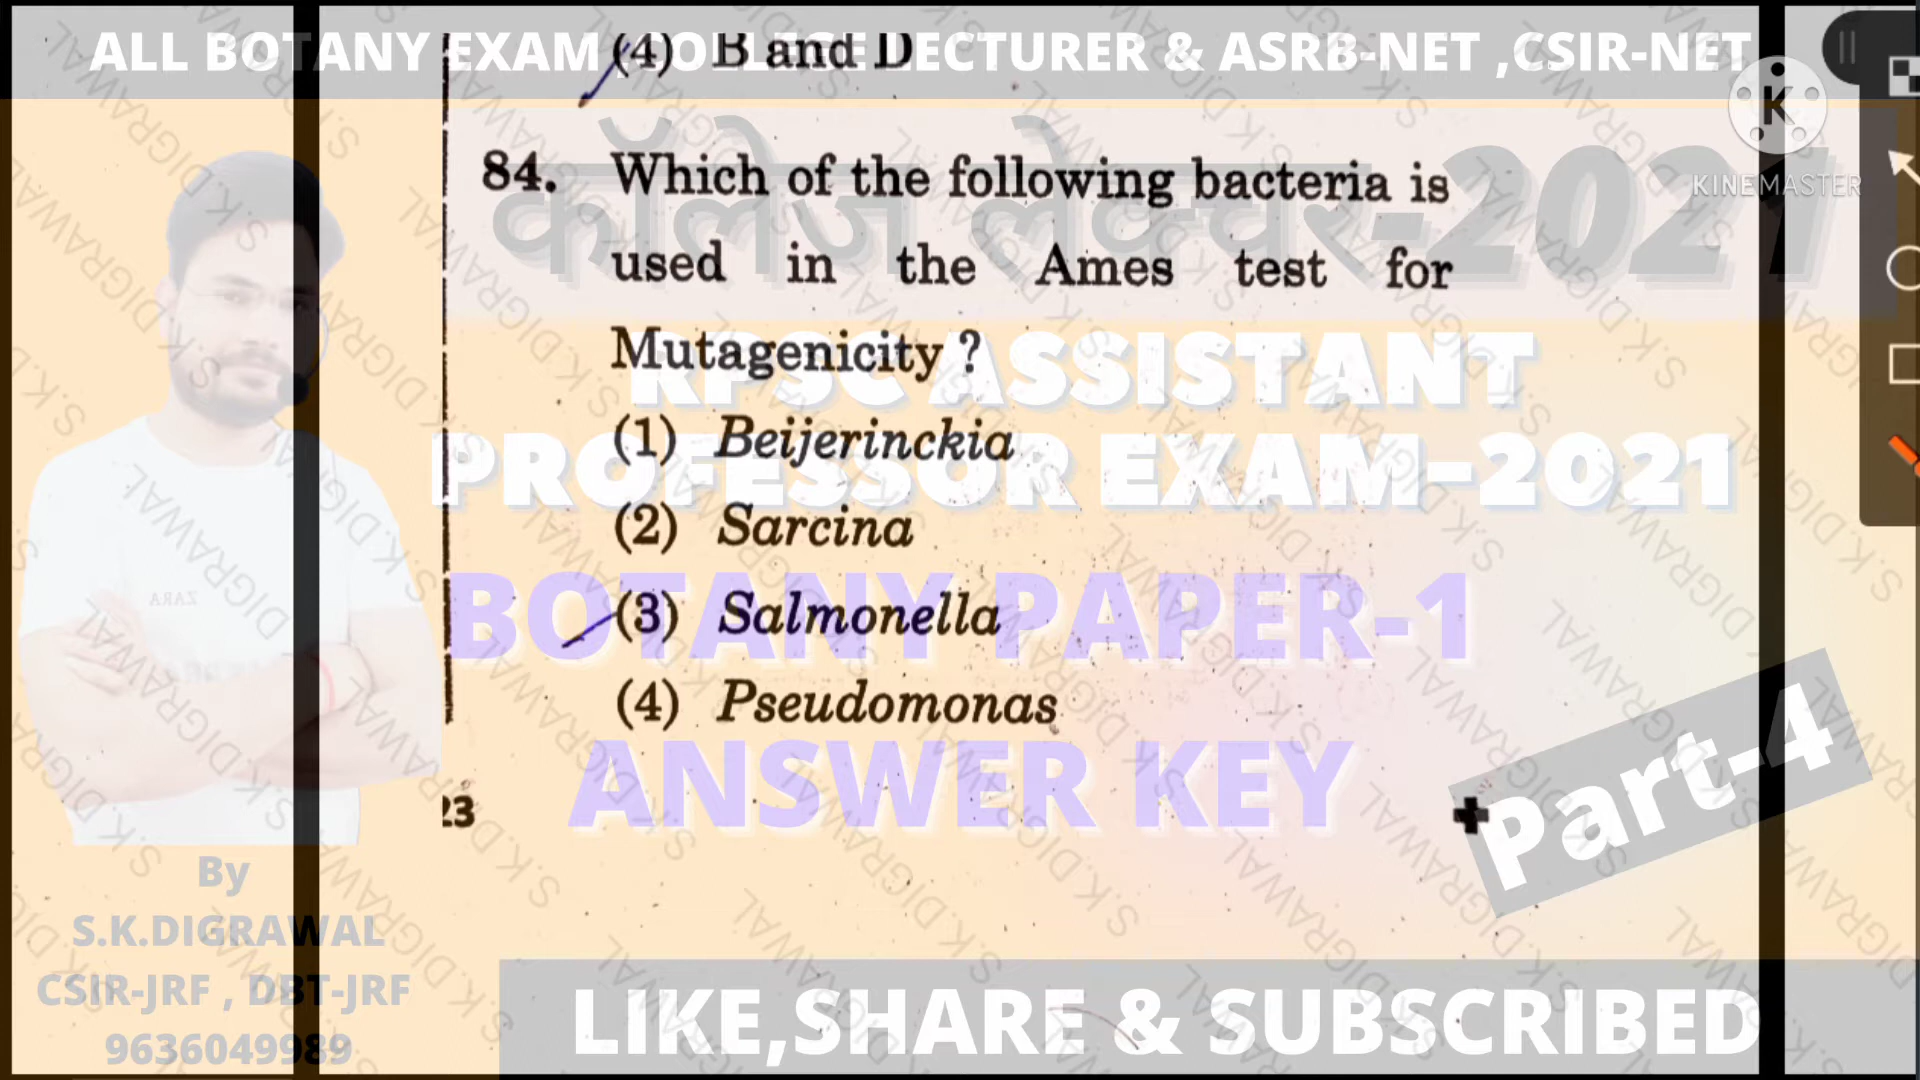 ALL BOTANY EXAM LECTURER & ASRB-NET ,CSIR-NET
(4) B and D
KINEMASTER
कॉलेज लेक्चरर-2021
84. Which of the following bacteria is
used in the Ames test for
Mutagenicity ?
RPSC ASSISTANT
(1) Beijerinckia
PROFESSOR EXAM-2021
(2) Sarcina
ZARA
BOTANY PAPER-1
(3) Salmonella
(4) Pseudomonas
ANSWER KEY
Part-4
23
By
S.K.DIGRAWAL
CSIR-JRF , DBT-JRF
9636049989
LIKE,SHARE & SUBSCRIBED
S.K.DIGRAWAL